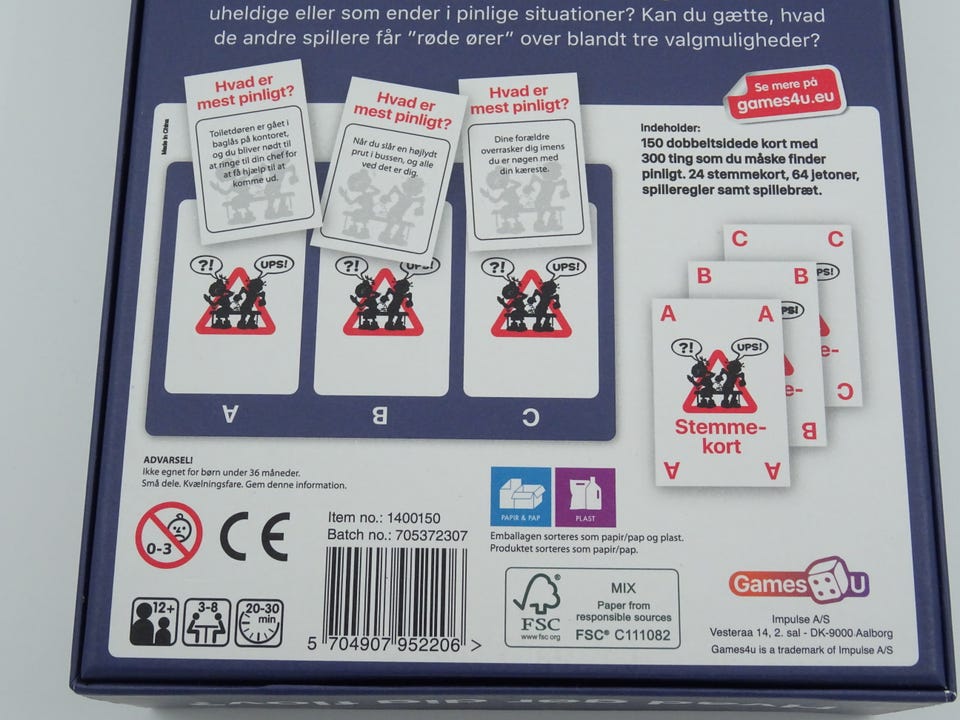 uheldige eller som ender i pinlige situationer? Kan du gætte, hvad
de andre spillere får "røde ører" over blandt tre valgmuligheder?
Se mere på
games4u.eu
Made in China
Hvad er
mest pinligt?
Toiletdøren er gået i
baglås på kontoret,
og du bliver nødt til
at ringe til din chef for
at få hjælp til at
komme ud.
Hvad er
mest pinligt?
Når du slår en højlydt
prut i bussen, og alle
ved det er dig.
Hvad er
mest pinligt?
Dine forældre
overrasker dig imens
du er nøgen med
din kæreste.
Indeholder:
150 dobbeltsidede kort med
300 ting som du måske finder
pinligt. 24 stemmekort, 64 jetoner,
spilleregler samt spillebræt.
?! UPS!
?! UPS!
?! UPS!
A
B
C
C C
B B
A A
?! UPS!
Stemme-
kort
A A
B
C
ADVARSEL!
Ikke egnet for børn under 36 måneder.
Små dele. Kvælningsfare. Gem denne information.
0-3
CE
Item no.: 1400150
Batch no.: 705372307
5 704907 952206 >
12+
3-8
20-30
min
PAPIR & PAP
PLAST
Emballagen sorteres som papir/pap og plast.
Produktet sorteres som papir/pap.
FSC
www.fsc.org
MIX
Paper from
responsible sources
FSC® C111082
Games4U
Impulse A/S
Vesteraa 14, 2. sal - DK-9000 Aalborg
Games4u is a trademark of Impulse A/S